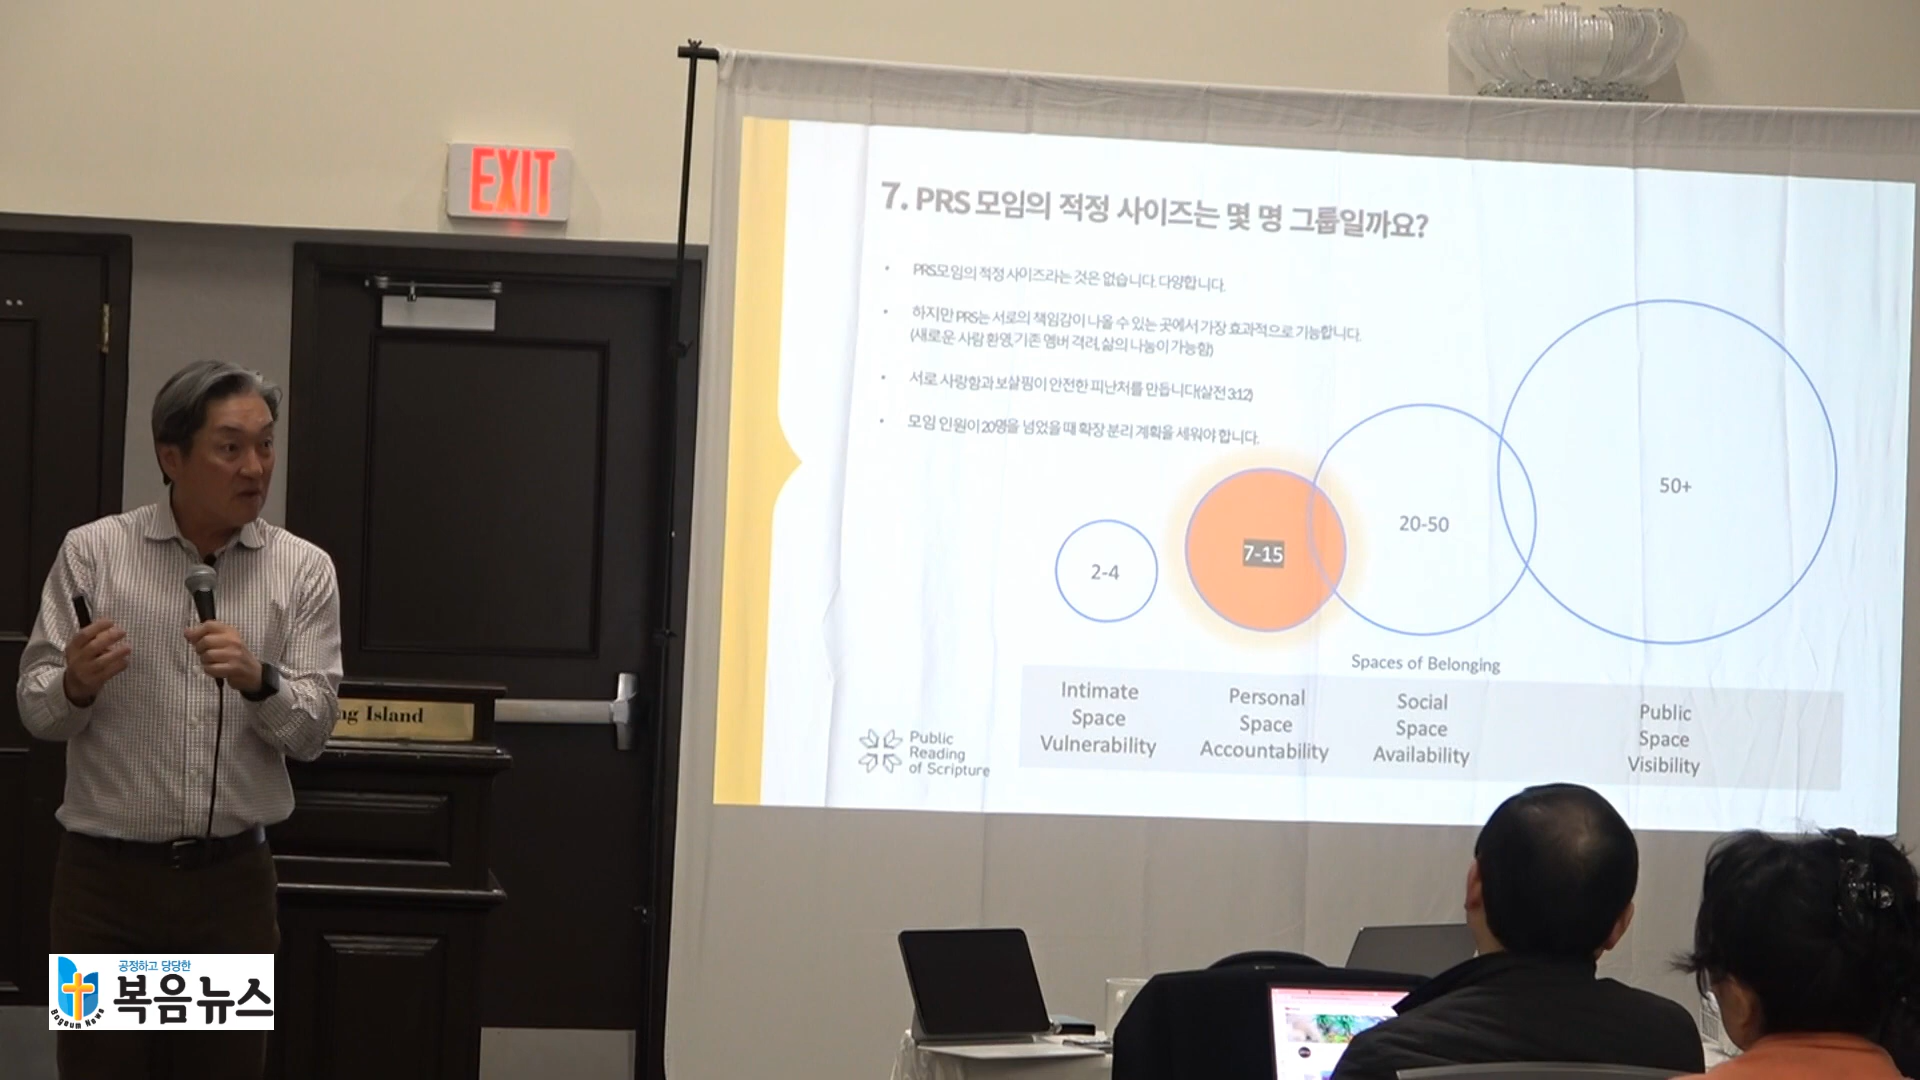 EXIT
7. PRS 모임의 적정 사이즈는 몇 명 그룹일까요?
• PRS모임의 적정 사이즈라는 것은 없습니다. 다양합니다.
• 하지만 PRS는 서로의 책임감이 나올 수 있는 곳에서 가장 효과적으로 기능합니다.
(새로운 사람 환영,기존 멤버 격려,삶의 나눔이 가능함)
• 서로 사랑함과 보살핌이 안전한 피난처를 만듭니다(살전 3:12)
• 모임 인원이 20명을 넘었을 때 확장 분리 계획을 세워야 합니다.
2-4
7-15
20-50
50+
Spaces of Belonging
Intimate
Space
Vulnerability
Personal
Space
Accountability
Social
Space
Availability
Public
Space
Visibility
Public
Reading
of Scripture
ng Island
공정하고 당당한
복음뉴스
Bogeum News